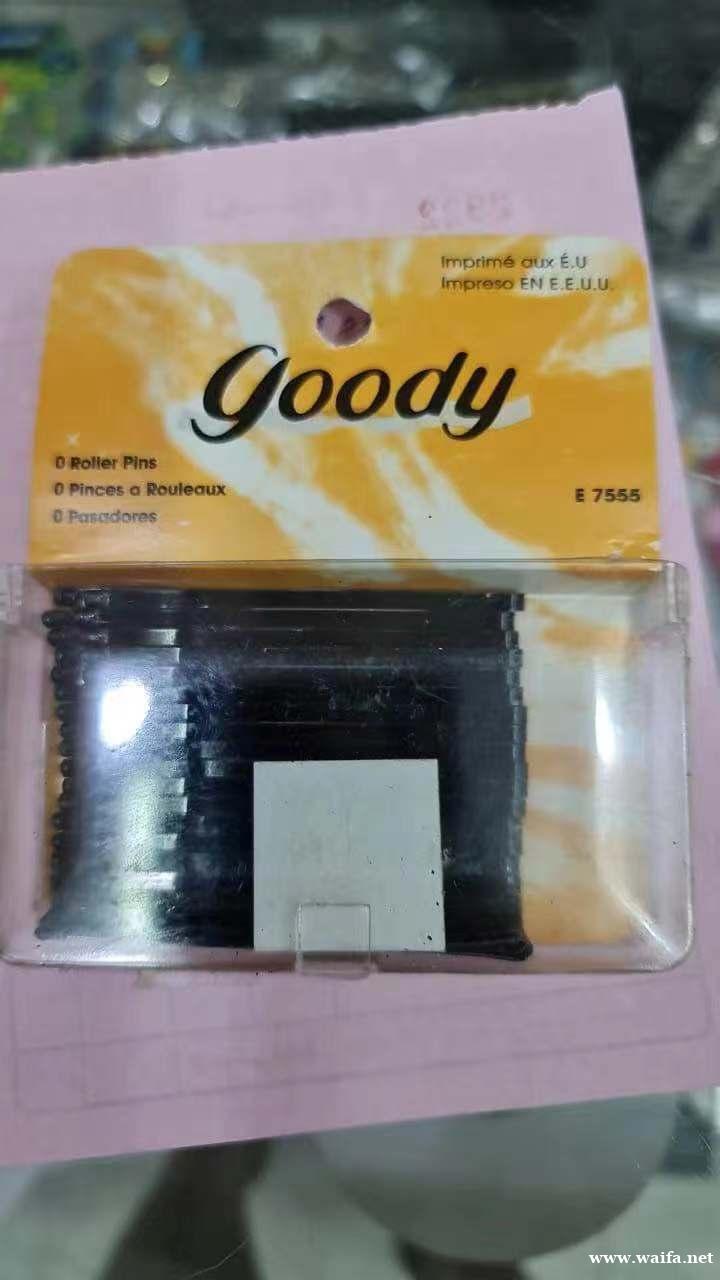 Imprimé aux É.U
Impreso EN E.E.U.U.
goody
0 Roller Pins
0 Pinces a Rouleaux
0 Pasadores
E 7555
www.waifa.net